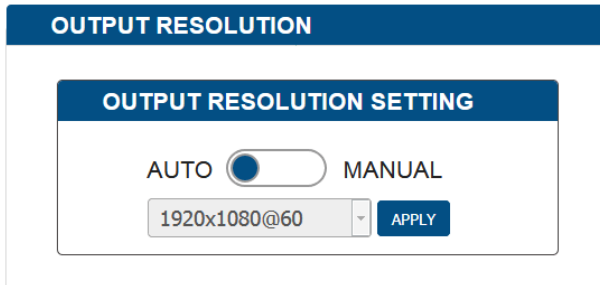 OUTPUT RESOLUTION
OUTPUT RESOLUTION SETTING
AUTO MANUAL
1920x1080@60 APPLY